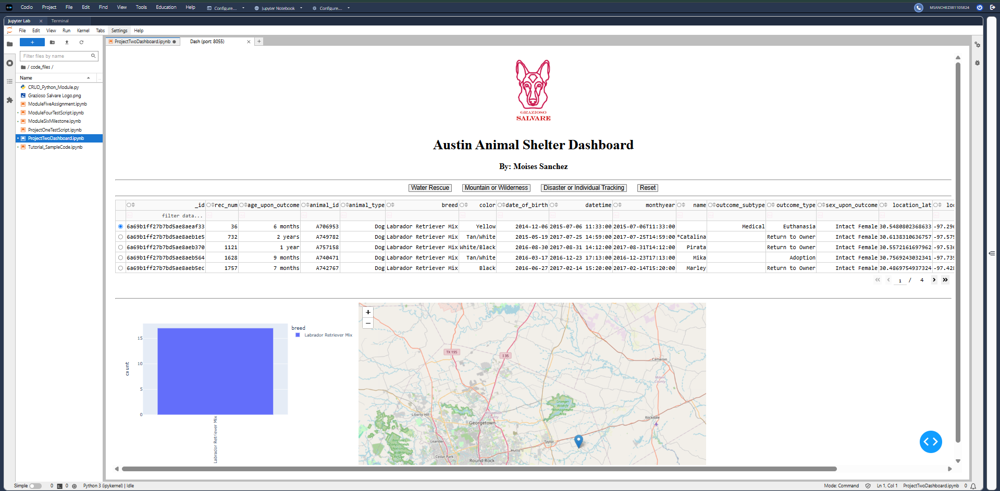 Codio Project File Edit Find View Tools Education Help Configure.... Jupyter Notebook Configure.... MSANCHEZ381105824
Jupyter Lab Terminal
File Edit View Run Kernel Tabs Settings Help
ProjectTwoDashboard.ipynb Dash (port: 8055)
Filter files by name
/ code_files /
Name
CRUD_Python_Module.py
Grazioso Salvare Logo.png
ModuleFiveAssignment.ipynb
ModuleFourTestScript.ipynb
ModuleSixMilestone.ipynb
ProjectOneTestScript.ipynb
ProjectTwoDashboard.ipynb
Tutorial_SampleCode.ipynb
GRAZIOSO
SALVARE
Austin Animal Shelter Dashboard
By: Moises Sanchez
Water Rescue Mountain or Wilderness Disaster or Individual Tracking Reset
_id rec_num age_upon_outcome animal_id animal_type breed color date_of_birth datetime monthyear name outcome_subtype outcome_type sex_upon_outcome location_lat loc
filter data...
6a69b1ff27b7bd5ae8aeaf33 36 6 months A706953 Dog Labrador Retriever Mix Yellow 2014-12-06 2015-07-06 11:33:00 2015-07-06T11:33:00 Medical Euthanasia Intact Female 30.5480802368633 -97.296
6a69b1ff27b7bd5ae8aeb1e5 732 2 years A749782 Dog Labrador Retriever Mix Tan/White 2015-05-19 2017-07-25 14:59:00 2017-07-25T14:59:00 *Catalina Return to Owner Intact Female 30.6138310636757 -97.575
6a69b1ff27b7bd5ae8aeb370 1121 1 year A757158 Dog Labrador Retriever Mix White/Black 2016-08-30 2017-08-31 14:12:00 2017-08-31T14:12:00 Pirata Return to Owner Intact Female 30.5572161697962 -97.536
6a69b1ff27b7bd5ae8aeb564 1628 9 months A740471 Dog Labrador Retriever Mix Tan/White 2016-03-17 2016-12-23 17:13:00 2016-12-23T17:13:00 Mika Adoption Intact Female 30.7569243032341 -97.739
6a69b1ff27b7bd5ae8aeb5ec 1757 7 months A742767 Dog Labrador Retriever Mix Black 2016-06-27 2017-02-14 15:20:00 2017-02-14T15:20:00 Marley Return to Owner Intact Female 30.4869754937324 -97.428
1 / 4
breed
Labrador Retriever Mix
15
10
5
0
count
Labrador Retriever Mix
+
−
TX 195
I 35
Cameron
Milam
County
Granger
Wildlife
Management
Area
Liberty Hill
Williamson
County
Georgetown
Rockdale
Leander
Balcones
Canyonlands
National
Wildlife
Refuge
Taylor
Hutto
Cedar Park
Round Rock
Simple 0 0 Python 3 (ipykernel) | Idle Mode: Command Ln 1, Col 1 ProjectTwoDashboard.ipynb 0